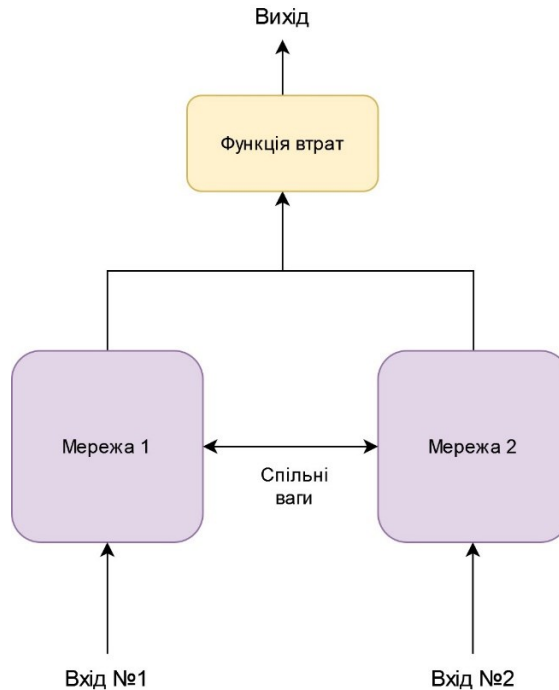 Вихід
Функція втрат
Мережа 1
Мережа 2
Спільні
ваги
Вхід №1
Вхід №2